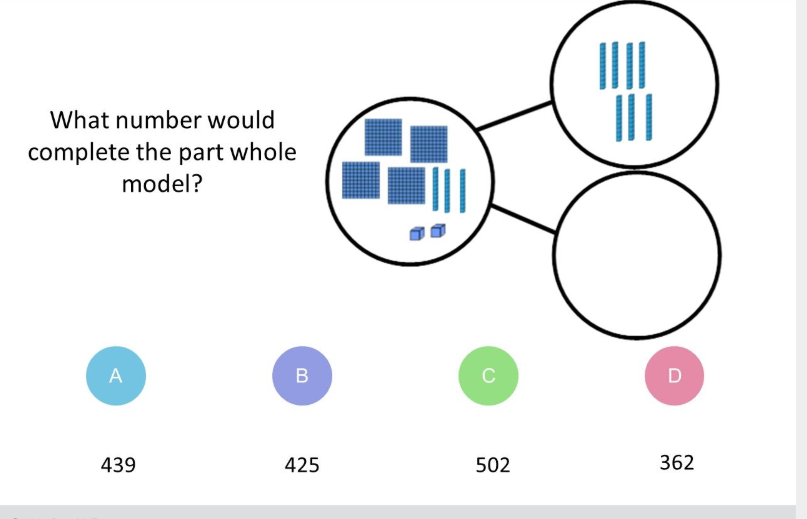 What number would
complete the part whole
model?
A
B
C
D
439
425
502
362